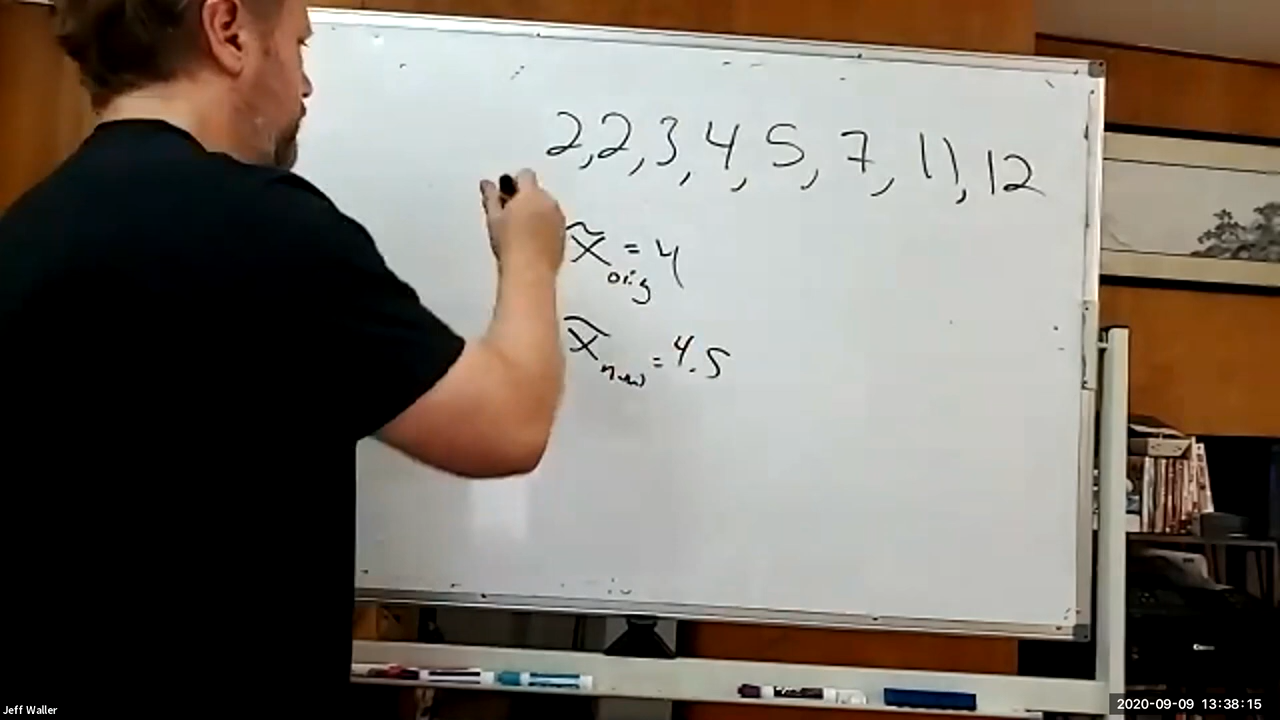 2, 2, 3, 4, 5, 7, 11, 12
x̃orig = 4
x̃new = 4.5
Jeff Waller
2020-09-09 13:38:15